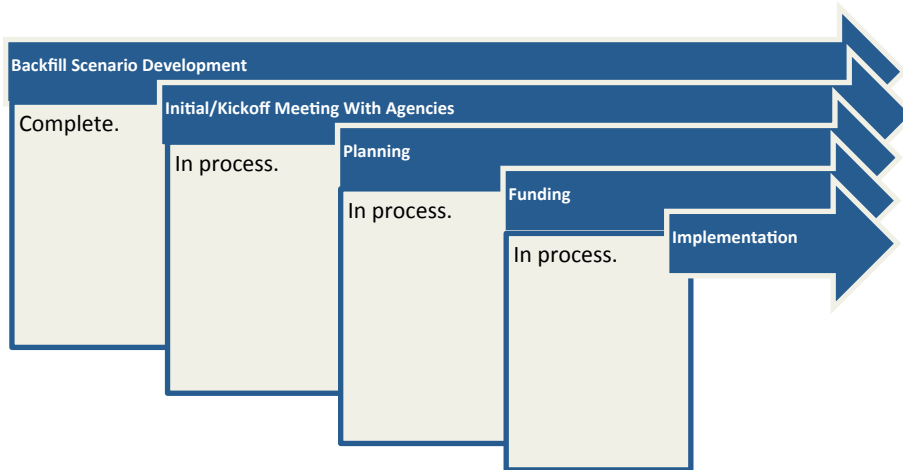 Backfill Scenario Development
Complete.
Initial/Kickoff Meeting With Agencies
In process.
Planning
In process.
Funding
In process.
Implementation